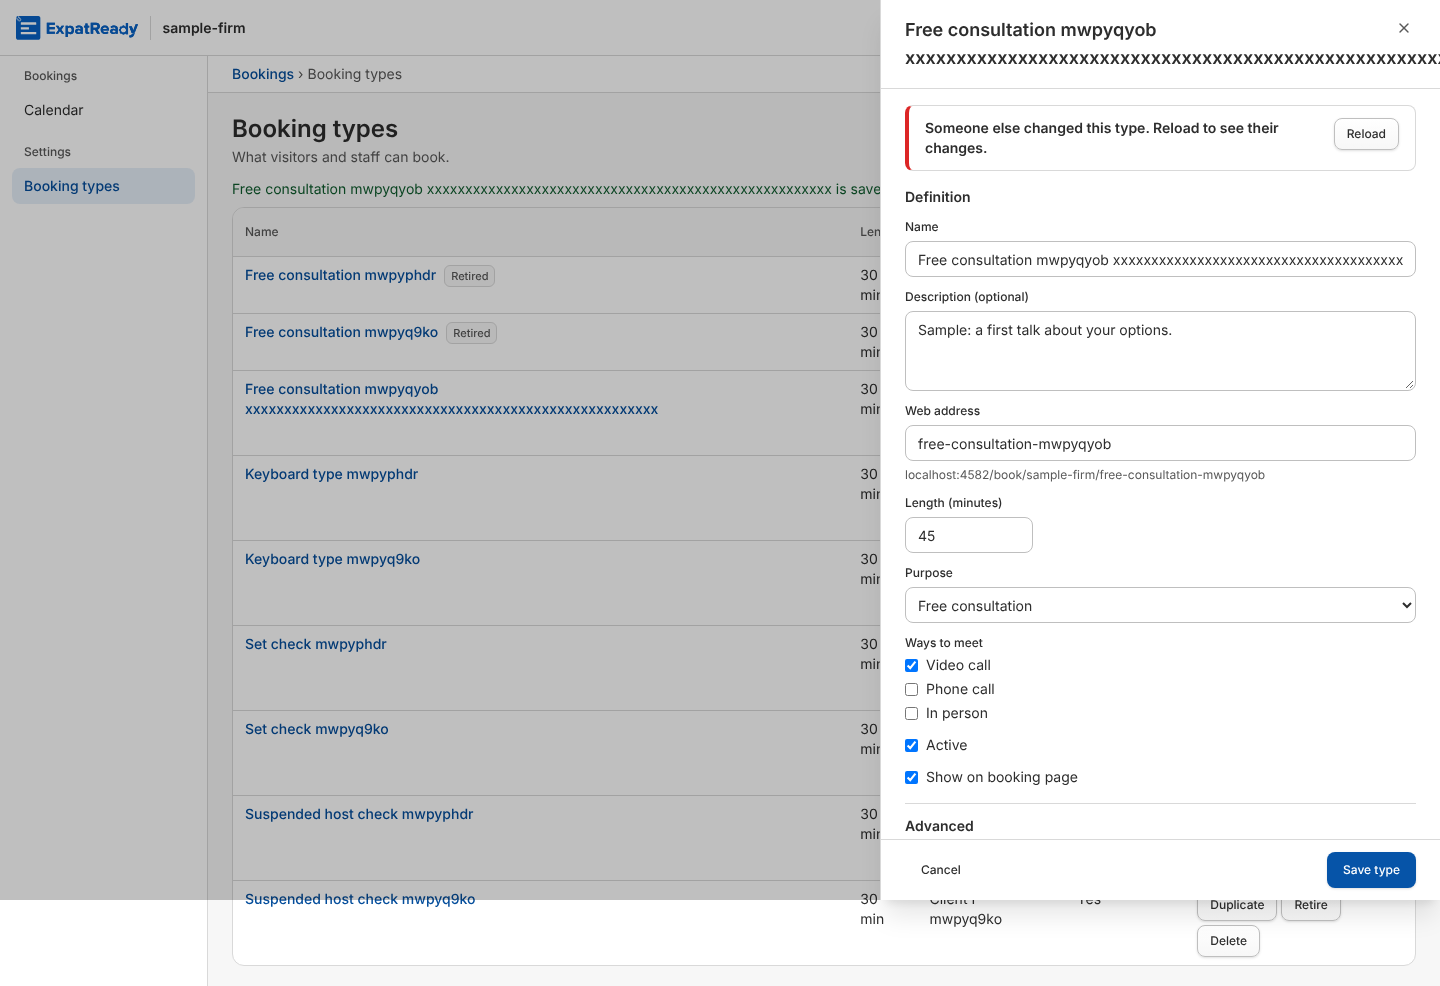 ExpatReady
sample-firm
Bookings
Calendar
Settings
Booking types
Bookings › Booking types
Booking types
What visitors and staff can book.
Name
Free consultation mwpyphdr Retired
30
Free consultation mwpyq9ko Retired
30
Free consultation mwpyqyob
30
Keyboard type mwpyphdr
30
Keyboard type mwpyq9ko
30
Set check mwpyphdr
30
Set check mwpyq9ko
30
Suspended host check mwpyphdr
30
Suspended host check mwpyq9ko
30
min
mwpyq9ko
Duplicate
Retire
Delete
Free consultation mwpyqyob
×
Someone else changed this type. Reload to see their
changes.
Reload
Definition
Name
Free consultation mwpyqyob
Description (optional)
Sample: a first talk about your options.
Web address
free-consultation-mwpyqyob
localhost:4582/book/sample-firm/free-consultation-mwpyqyob
Length (minutes)
45
Purpose
Free consultation
Ways to meet
Video call
Phone call
In person
Active
Show on booking page
Advanced
Cancel
Save type